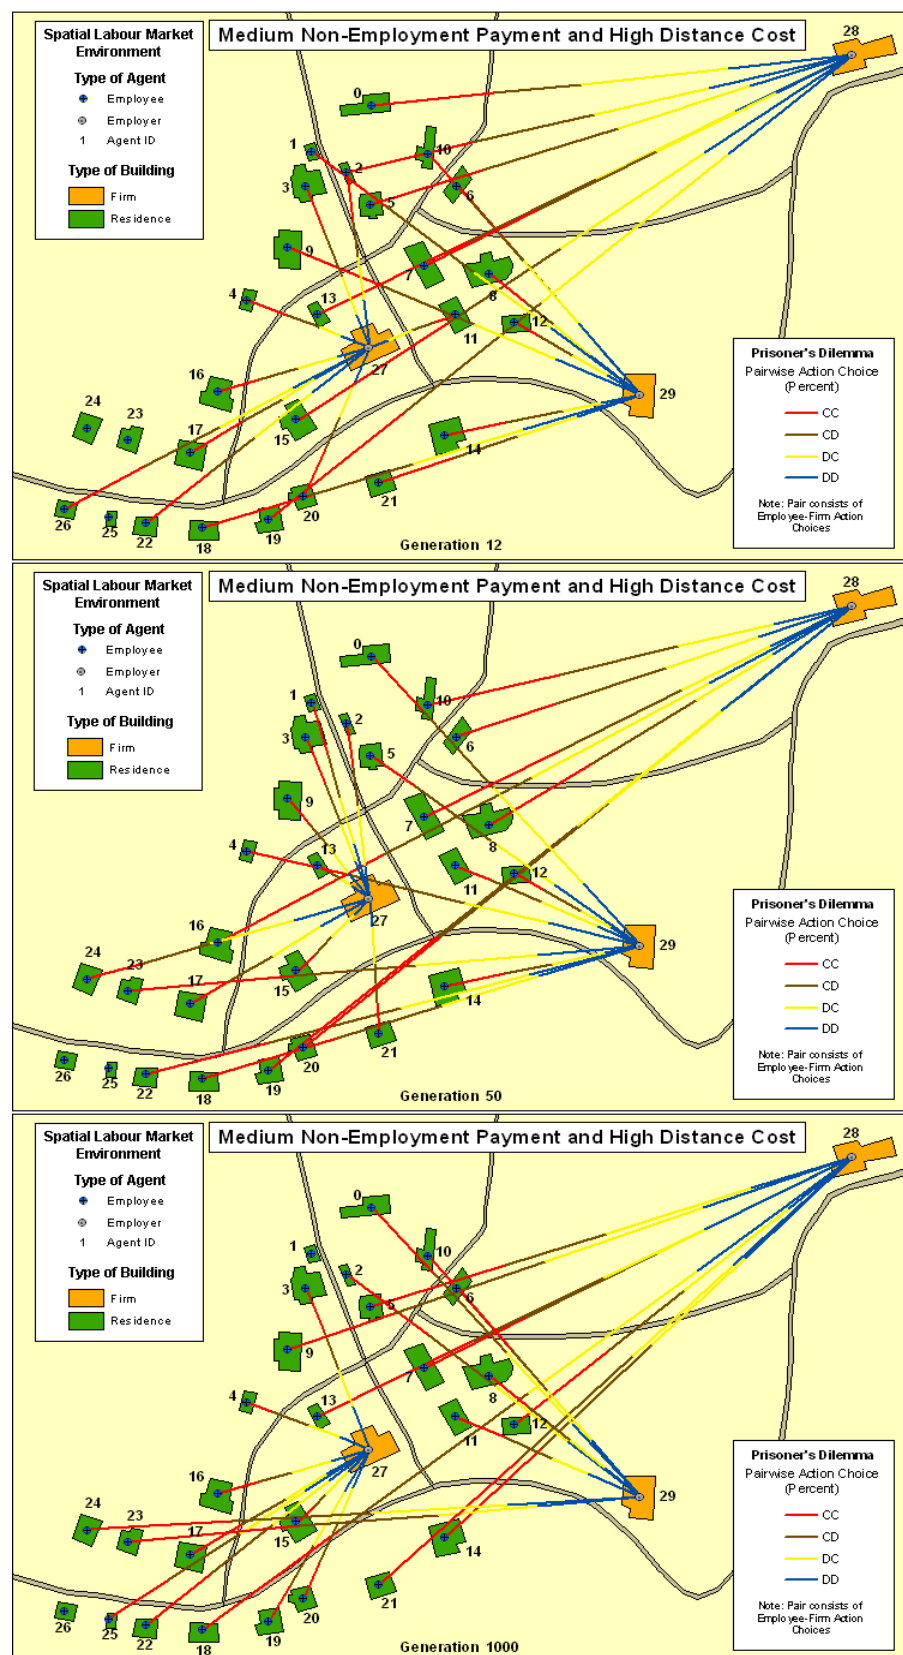 Spatial Labour Market
Environment
Type of Agent
Employee
Employer
1 Agent ID
Type of Building
Firm
Residence
Medium Non-Employment Payment and High Distance Cost
28
0
1
2
10
3
5
6
9
7
8
4
13
11
12
27
16
29
24
23
17
15
14
26
25
22
18
19
20
21
Prisoner's Dilemma
Pairwise Action Choice
(Percent)
CC
CD
DC
DD
Note: Pair consists of
Employee-Firm Action
Choices
Generation 12
Spatial Labour Market
Environment
Type of Agent
Employee
Employer
1 Agent ID
Type of Building
Firm
Residence
Medium Non-Employment Payment and High Distance Cost
28
0
1
2
10
3
5
6
9
7
8
4
13
11
12
27
16
29
24
23
17
15
14
26
25
22
18
19
20
21
Prisoner's Dilemma
Pairwise Action Choice
(Percent)
CC
CD
DC
DD
Note: Pair consists of
Employee-Firm Action
Choices
Generation 50
Spatial Labour Market
Environment
Type of Agent
Employee
Employer
1 Agent ID
Type of Building
Firm
Residence
Medium Non-Employment Payment and High Distance Cost
28
0
1
2
10
3
5
6
9
7
8
4
13
11
12
27
16
29
24
23
17
15
14
26
25
22
18
19
20
21
Prisoner's Dilemma
Pairwise Action Choice
(Percent)
CC
CD
DC
DD
Note: Pair consists of
Employee-Firm Action
Choices
Generation 1000